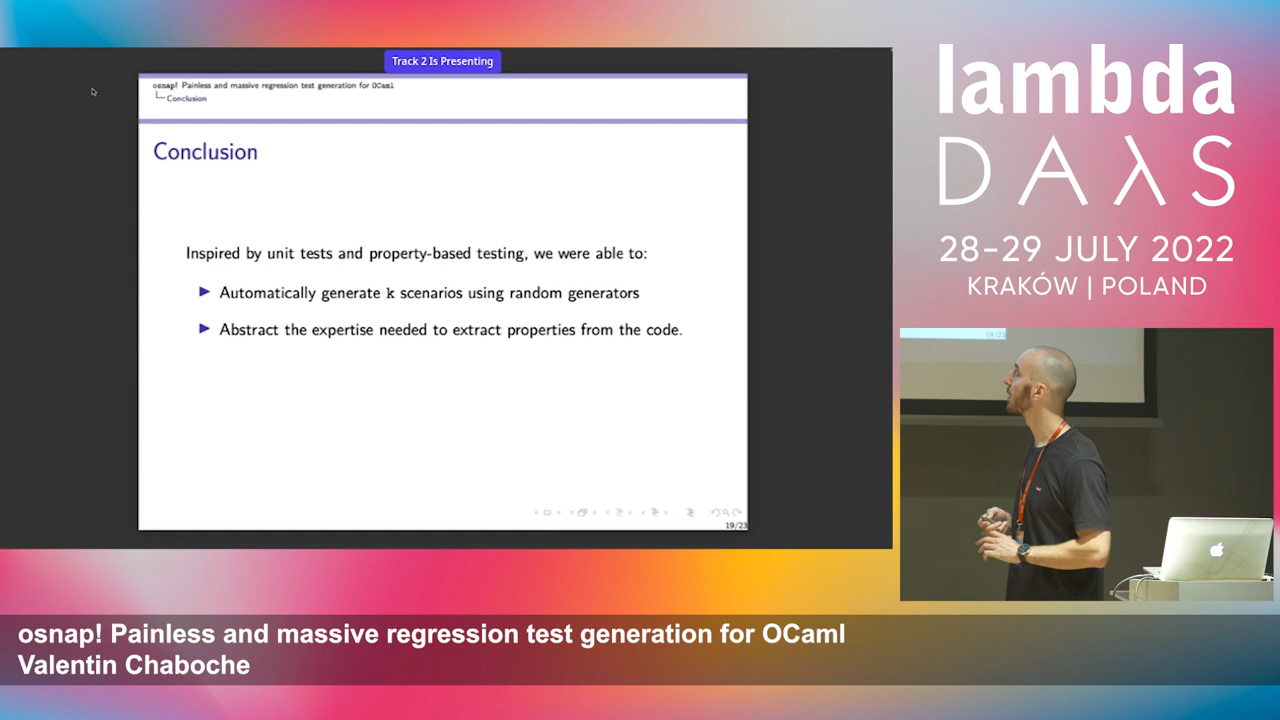 Track 2 Is Presenting
osnap! Painless and massive regression test generation for OCaml
Conclusion
Conclusion
Inspired by unit tests and property-based testing, we were able to:
Automatically generate k scenarios using random generators
Abstract the expertise needed to extract properties from the code.
19/23
lambda
DAλS
28–29 JULY 2022
KRAKÓW | POLAND
19/23
osnap! Painless and massive regression test generation for OCaml
Valentin Chaboche